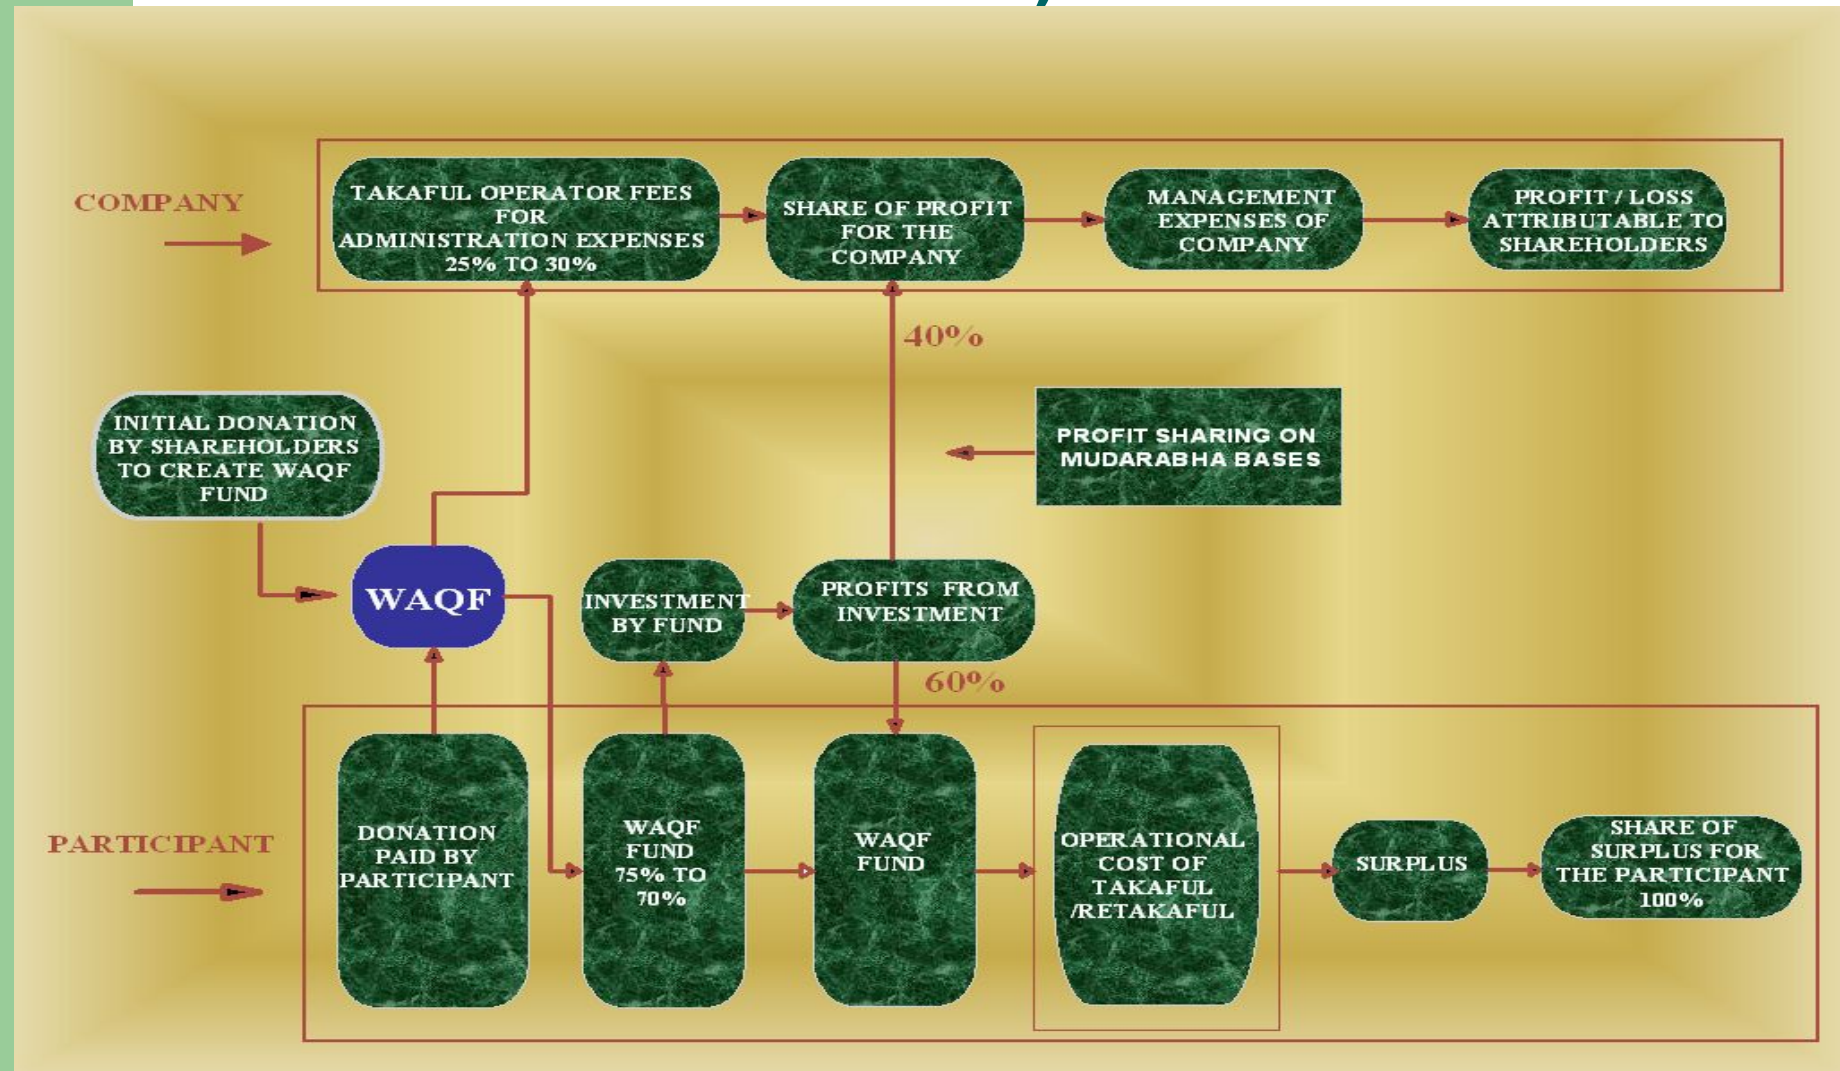 COMPANY
TAKAFUL OPERATOR FEES
FOR
ADMINISTRATION EXPENSES
25% TO 30%
SHARE OF PROFIT
FOR THE
COMPANY
MANAGEMENT
EXPENSES OF
COMPANY
PROFIT / LOSS
ATTRIBUTABLE TO
SHAREHOLDERS
40%
INITIAL DONATION
BY SHAREHOLDERS
TO CREATE WAQF
FUND
PROFIT SHARING ON
MUDARABHA BASES
WAQF
INVESTMENT
BY FUND
PROFITS FROM
INVESTMENT
60%
PARTICIPANT
DONATION
PAID BY
PARTICIPANT
WAQF
FUND
75% TO
70%
WAQF
FUND
OPERATIONAL
COST OF
TAKAFUL
/RETAKAFUL
SURPLUS
SHARE OF
SURPLUS FOR
THE PARTICIPANT
100%